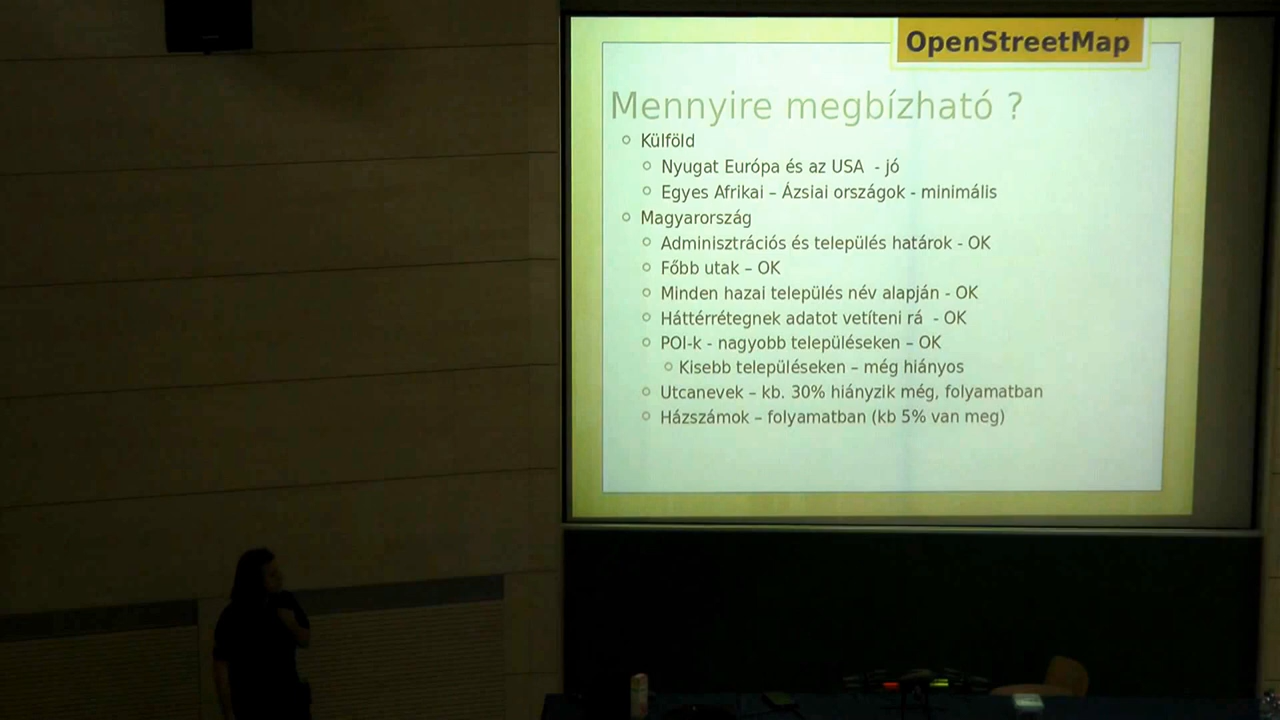 OpenStreetMap
Mennyire megbízható ?
Külföld
Nyugat Európa és az USA - jó
Egyes Afrikai – Ázsiai országok - minimális
Magyarország
Adminisztrációs és település határok - OK
Főbb utak – OK
Minden hazai település név alapján - OK
Háttérrétegnek adatot vetíteni rá - OK
POI-k - nagyobb településeken – OK
Kisebb településeken – még hiányos
Utcanevek – kb. 30% hiányzik még, folyamatban
Házszámok – folyamatban (kb 5% van meg)